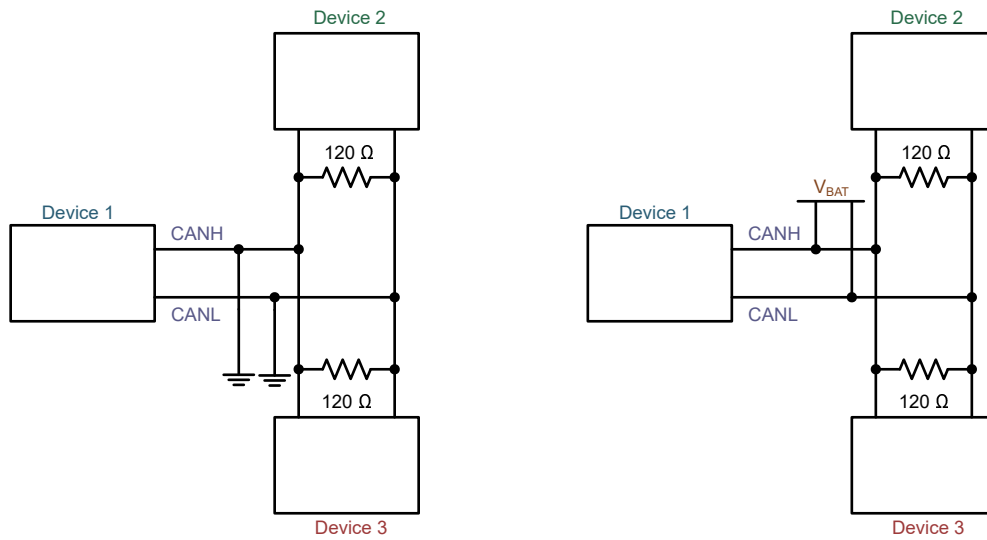 Device 2
120 Ω
Device 1
CANH
CANL
120 Ω
Device 3
Device 2
120 Ω
VBAT
Device 1
CANH
CANL
120 Ω
Device 3